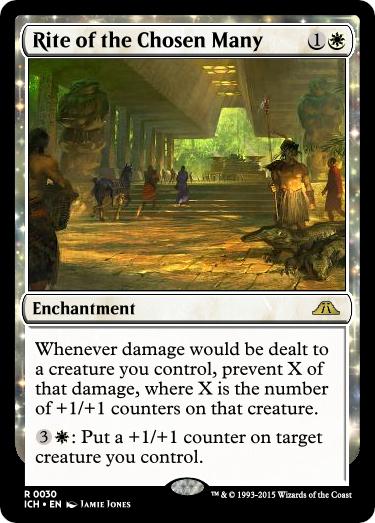 Rite of the Chosen Many 1
Enchantment
Whenever damage would be dealt to
a creature you control, prevent X of
that damage, where X is the number
of +1/+1 counters on that creature.
3 : Put a +1/+1 counter on target
creature you control.
R 0030
ICH • EN Jamie Jones
™ & © 1993-2015 Wizards of the Coast